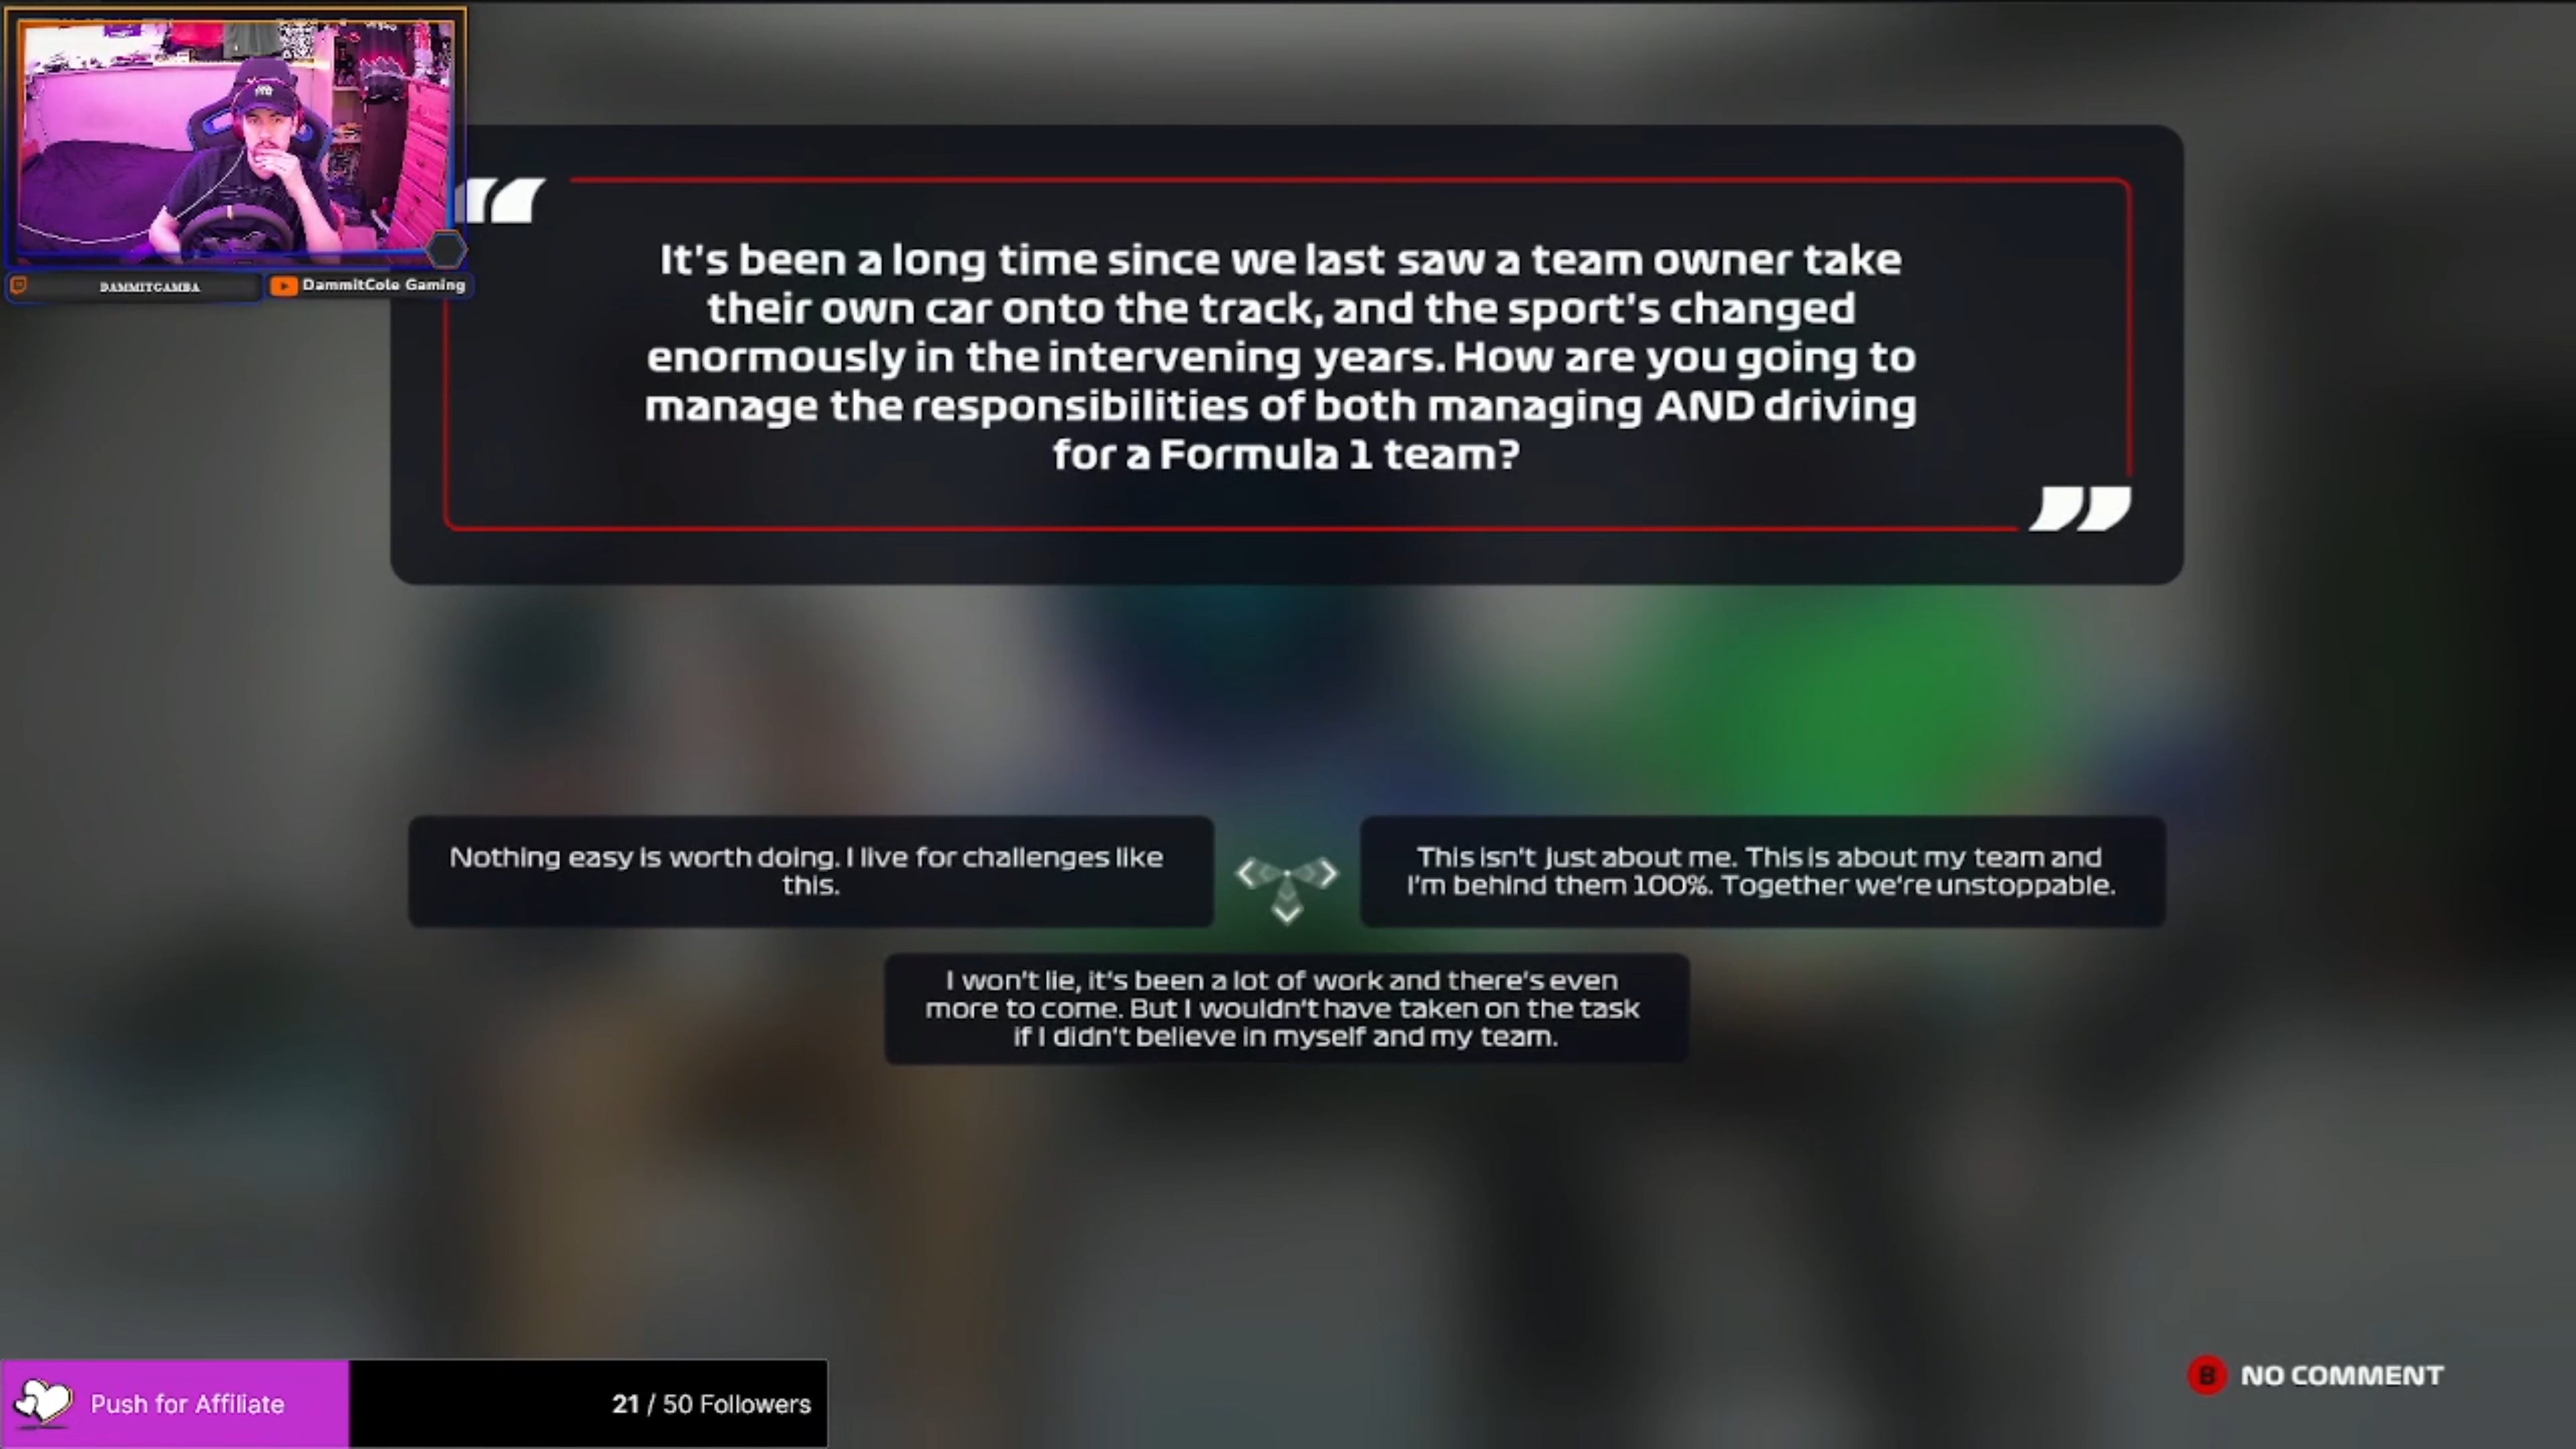 DAMMITGAMBA
DammitCole Gaming
It's been a long time since we last saw a team owner take
their own car onto the track, and the sport's changed
enormously in the intervening years. How are you going to
manage the responsibilities of both managing AND driving
for a Formula 1 team?
Nothing easy is worth doing. I live for challenges like
this.
This isn't just about me. This is about my team and
I'm behind them 100%. Together we're unstoppable.
I won't lie, it's been a lot of work and there's even
more to come. But I wouldn't have taken on the task
if I didn't believe in myself and my team.
Push for Affiliate
21 / 50 Followers
B NO COMMENT